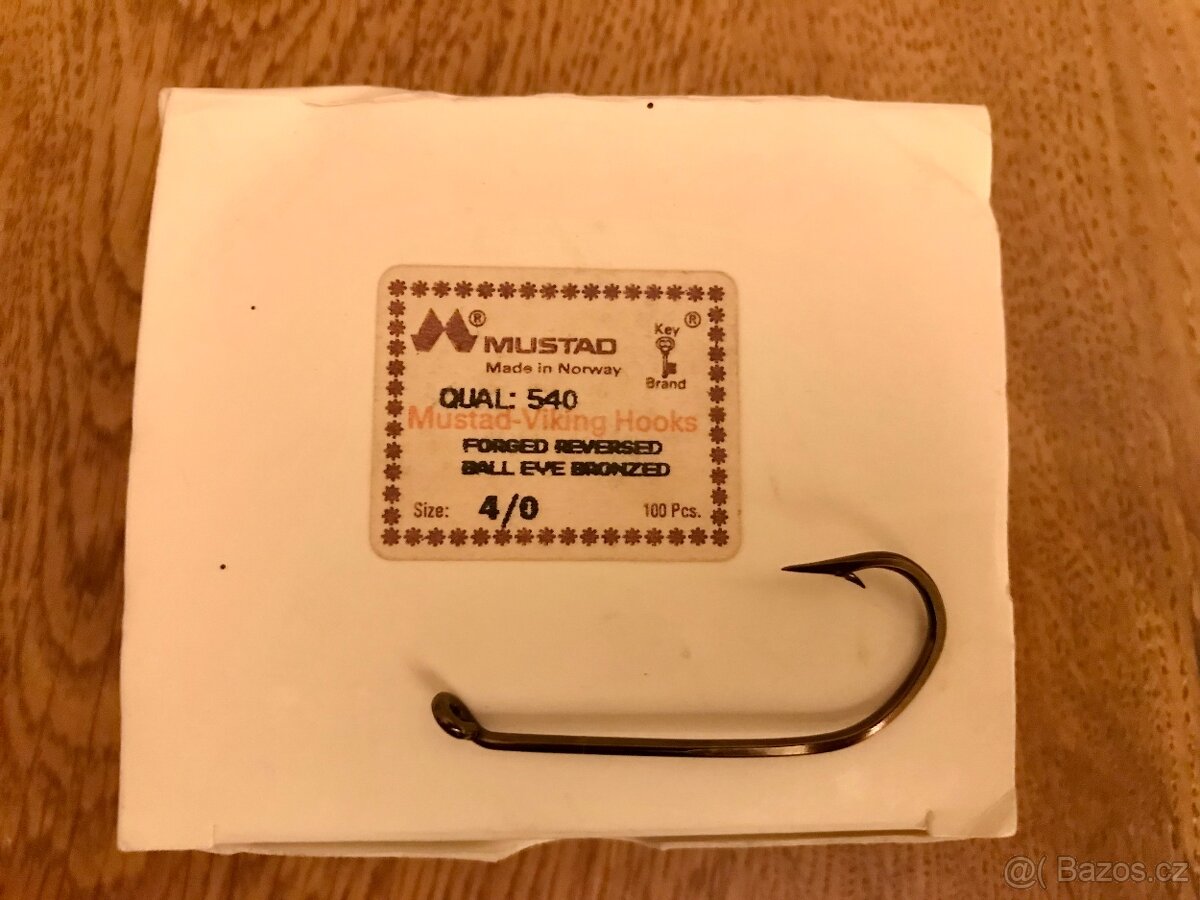 ® MUSTAD
Made in Norway
Key ®
Brand
QUAL: 540
Mustad-Viking Hooks
FORGED REVERSED
BALL EYE BRONZED
Size: 4/0 100 Pcs.
@( Bazos.cz